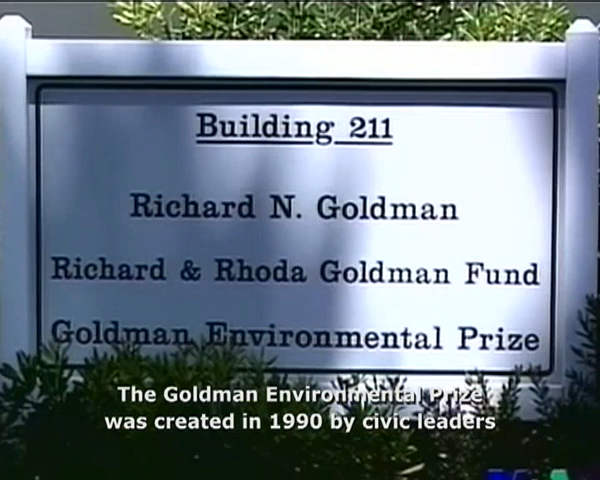 Building 211
Richard N. Goldman
Richard & Rhoda Goldman Fund
Goldman Environmental Prize
The Goldman Environmental Prize
was created in 1990 by civic leaders